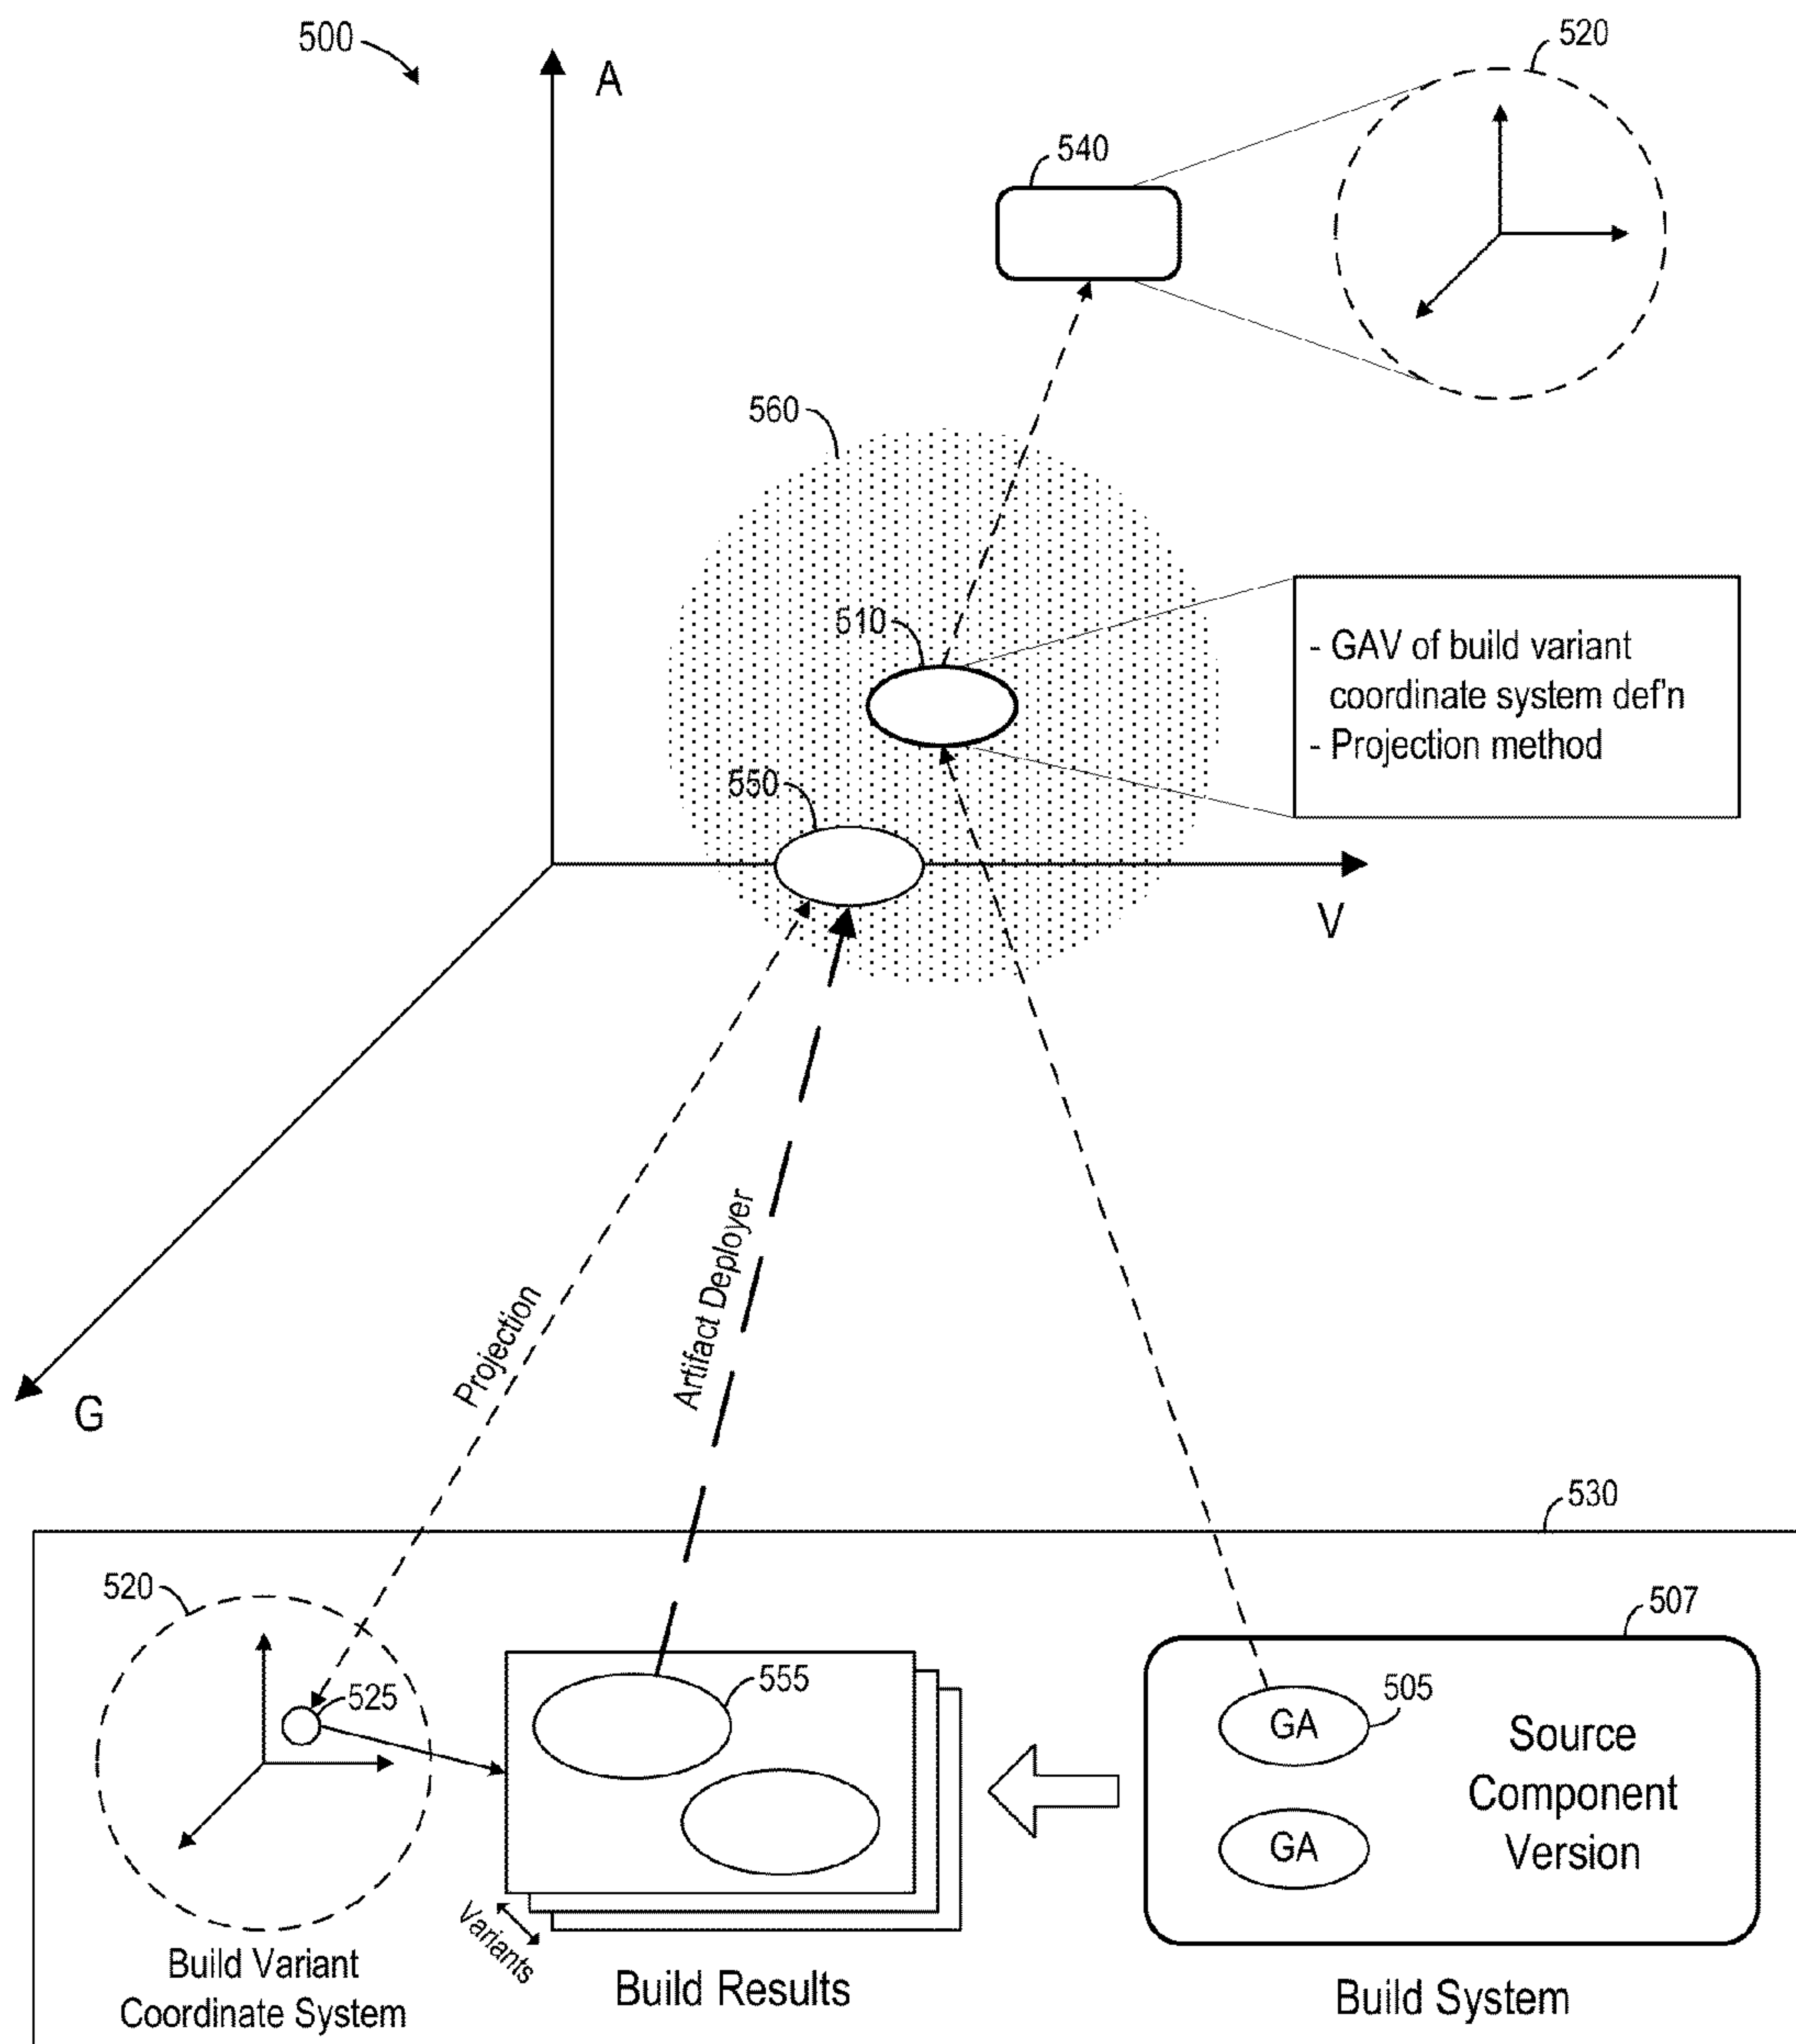 500
A
520
540
560
510
- GAV of build variant
coordinate system def'n
- Projection method
550
V
Projection
Artifact Deployer
G
530
520
507
525
555
505
GA
GA
Source
Component
Version
Variants
Build Variant
Coordinate System
Build Results
Build System